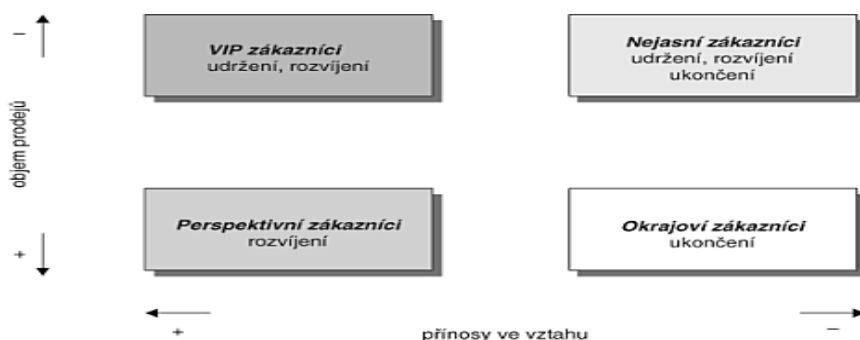 –
VIP zákazníci
udržení, rozvíjení
Nejasní zákazníci
udržení, rozvíjení
ukončení
objem prodejů
Perspektivní zákazníci
rozvíjení
Okrajoví zákazníci
ukončení
+
+
přínosy ve vztahu
–